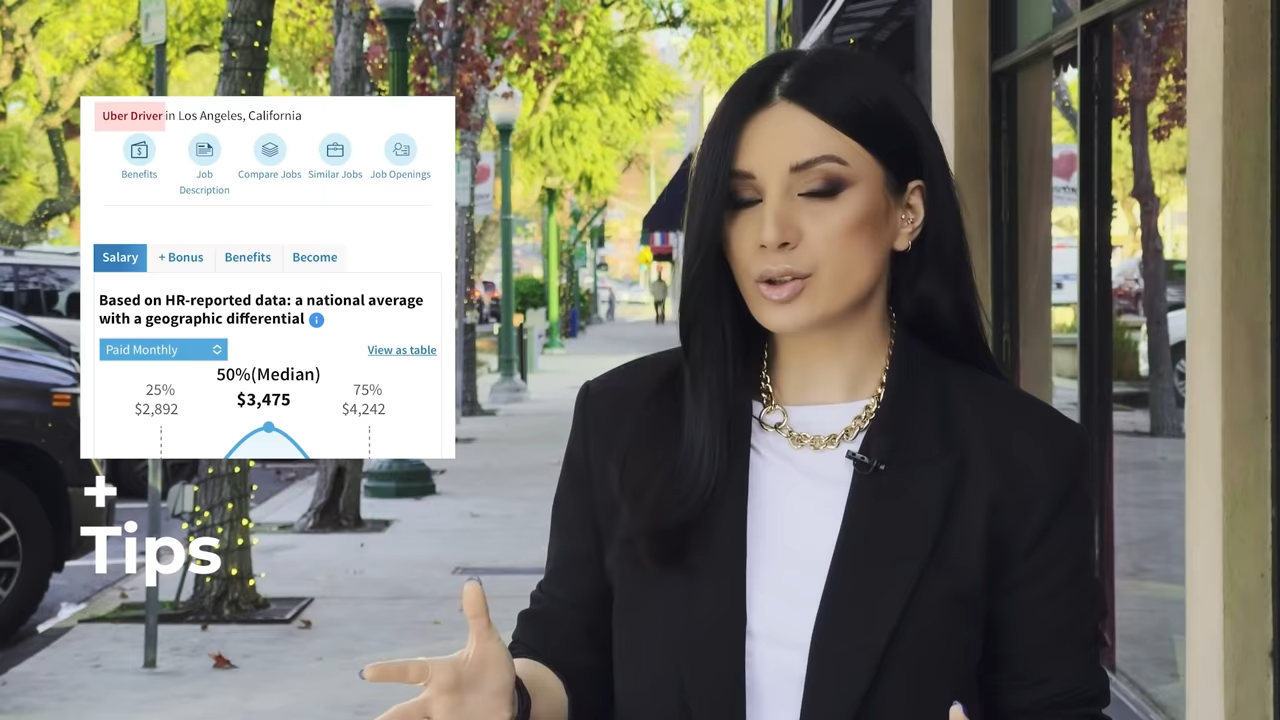 Uber Driver in Los Angeles, California
Benefits
Job Description
Compare Jobs
Similar Jobs
Job Openings
Salary
+ Bonus
Benefits
Become
Based on HR-reported data: a national average
with a geographic differential
Paid Monthly
View as table
50%(Median)
25%
75%
$3,475
$2,892
$4,242
+
Tips